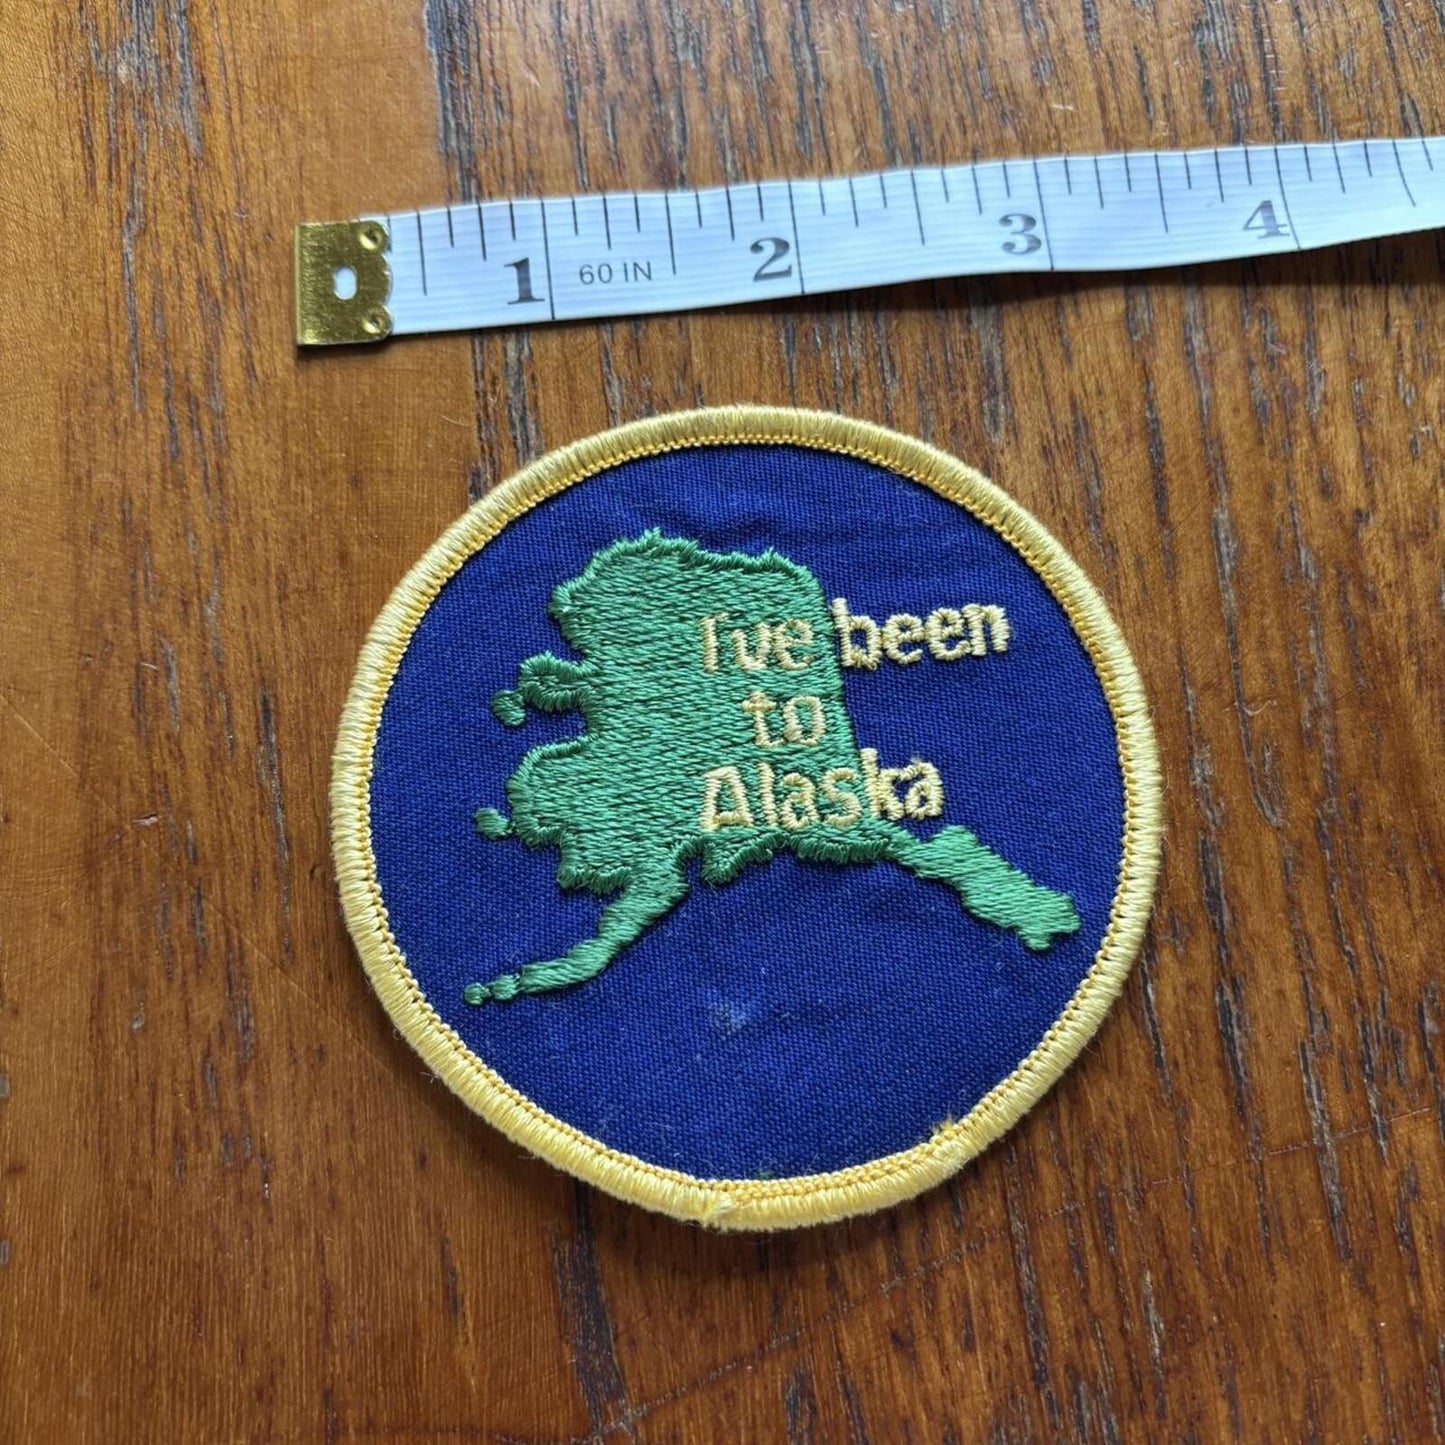 1 60 IN 2 3 4
I've been
to
Alaska